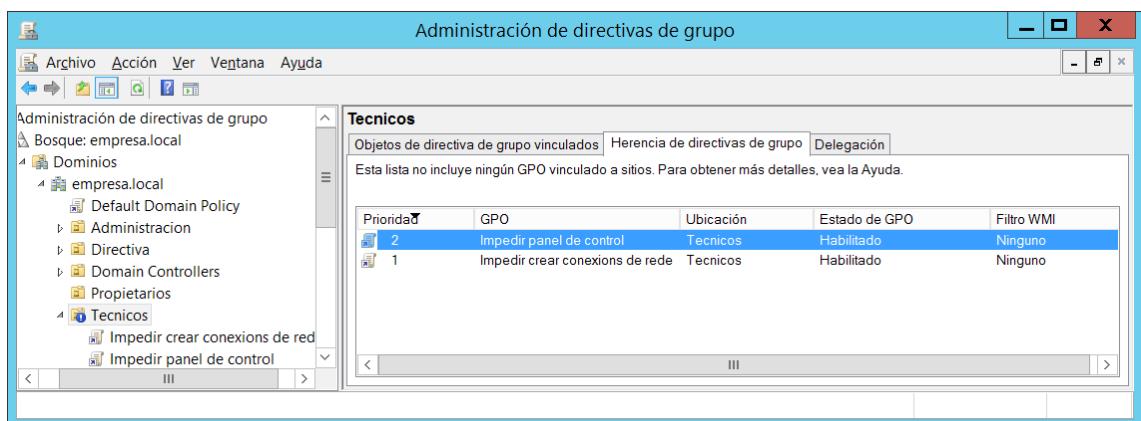 Administración de directivas de grupo
Archivo Acción Ver Ventana Ayuda
Administración de directivas de grupo
Bosque: empresa.local
Dominios
empresa.local
Default Domain Policy
Administracion
Directiva
Domain Controllers
Propietarios
Tecnicos
Impedir crear conexions de red
Impedir panel de control
Tecnicos
Objetos de directiva de grupo vinculados Herencia de directivas de grupo Delegación
Esta lista no incluye ningún GPO vinculado a sitios. Para obtener más detalles, vea la Ayuda.
Prioridad GPO Ubicación Estado de GPO Filtro WMI
2 Impedir panel de control Tecnicos Habilitado Ninguno
1 Impedir crear conexions de rede Tecnicos Habilitado Ninguno